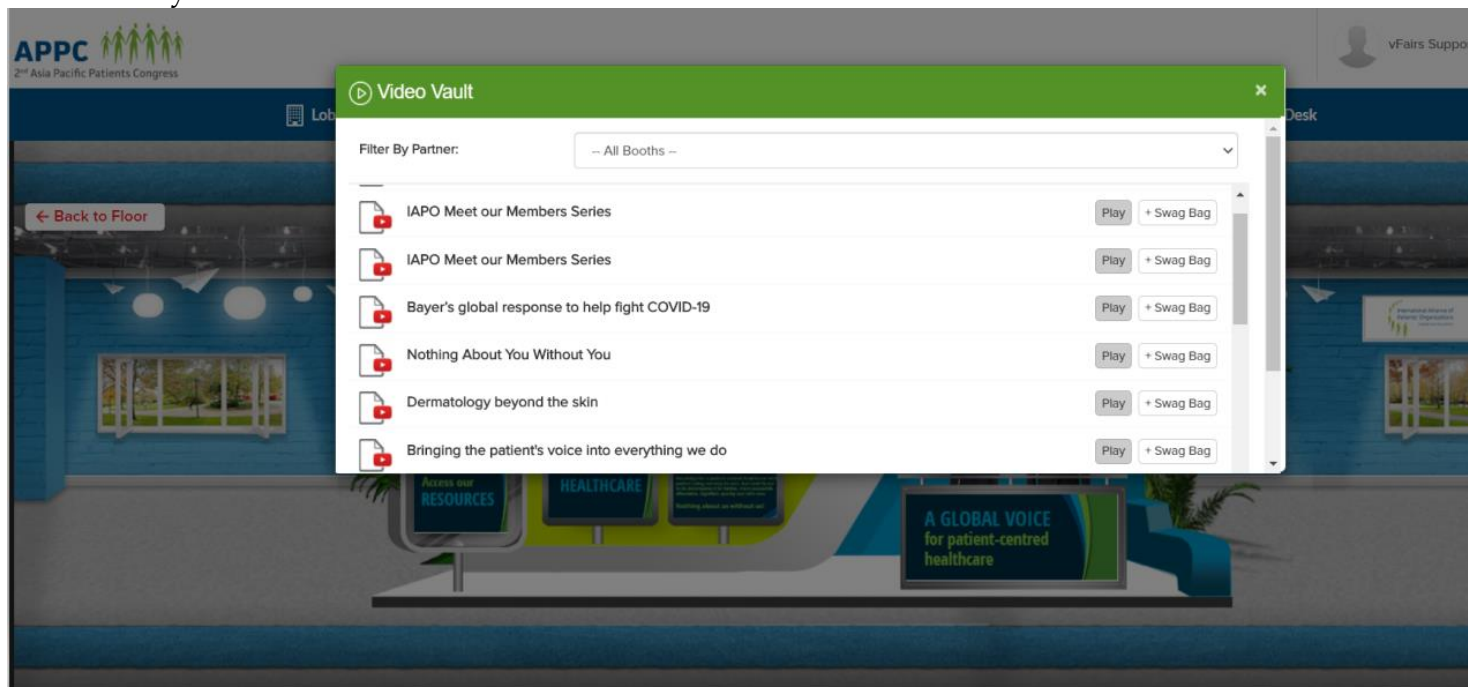 APPC
2nd Asia Pacific Patients Congress
vFairs Suppo
Lob
Desk
Video Vault
×
Filter By Partner:
-- All Booths --
← Back to Floor
IAPO Meet our Members Series
Play
+ Swag Bag
IAPO Meet our Members Series
Play
+ Swag Bag
Bayer's global response to help fight COVID-19
Play
+ Swag Bag
Nothing About You Without You
Play
+ Swag Bag
Dermatology beyond the skin
Play
+ Swag Bag
Bringing the patient's voice into everything we do
Play
+ Swag Bag
Access our
RESOURCES
HEALTHCARE
A GLOBAL VOICE
for patient-centred
healthcare